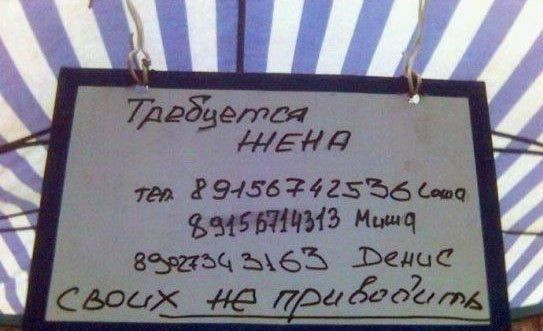 Требуется
ЖЕНА
тел. 89156742536 Саша
89156714313 Миша
89027343163 Денис
своих не приводить